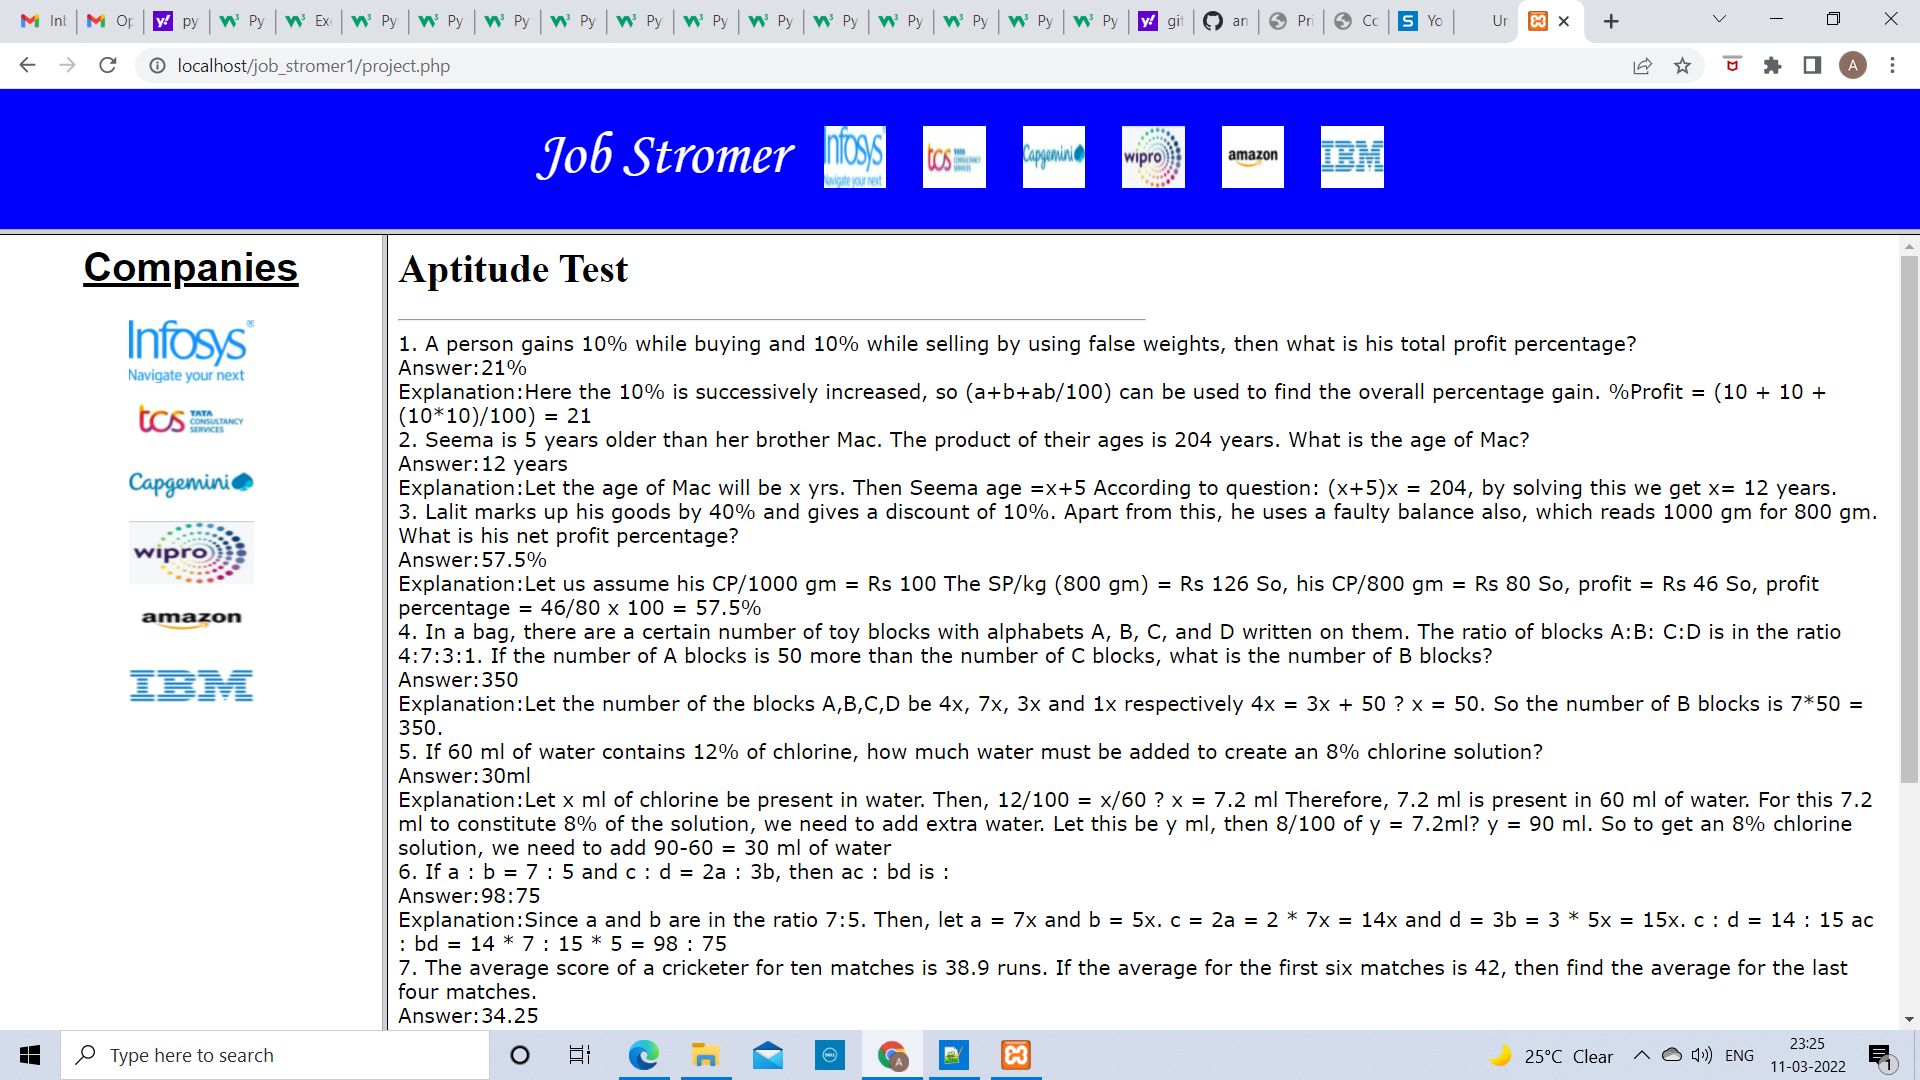 Int
Op
py
Py
Exe
Py
Py
Py
Py
Py
Py
Py
Py
Py
Py
Py
git
an
Pri
Co
Yo
Ur
localhost/job_stromer1/project.php
A
Job Stromer
Infosys
Navigate your next
tcs TATA
CONSULTANCY
SERVICES
Capgemini
wipro
amazon
IBM
Companies
Infosys®
Navigate your next
tcs TATA
CONSULTANCY
SERVICES
Capgemini
wipro
amazon
IBM
Aptitude Test
1. A person gains 10% while buying and 10% while selling by using false weights, then what is his total profit percentage?
Answer:21%
Explanation:Here the 10% is successively increased, so (a+b+ab/100) can be used to find the overall percentage gain. %Profit = (10 + 10 +
(10*10)/100) = 21
2. Seema is 5 years older than her brother Mac. The product of their ages is 204 years. What is the age of Mac?
Answer:12 years
Explanation:Let the age of Mac will be x yrs. Then Seema age =x+5 According to question: (x+5)x = 204, by solving this we get x= 12 years.
3. Lalit marks up his goods by 40% and gives a discount of 10%. Apart from this, he uses a faulty balance also, which reads 1000 gm for 800 gm.
What is his net profit percentage?
Answer:57.5%
Explanation:Let us assume his CP/1000 gm = Rs 100 The SP/kg (800 gm) = Rs 126 So, his CP/800 gm = Rs 80 So, profit = Rs 46 So, profit
percentage = 46/80 x 100 = 57.5%
4. In a bag, there are a certain number of toy blocks with alphabets A, B, C, and D written on them. The ratio of blocks A:B: C:D is in the ratio
4:7:3:1. If the number of A blocks is 50 more than the number of C blocks, what is the number of B blocks?
Answer:350
Explanation:Let the number of the blocks A,B,C,D be 4x, 7x, 3x and 1x respectively 4x = 3x + 50 ? x = 50. So the number of B blocks is 7*50 =
350.
5. If 60 ml of water contains 12% of chlorine, how much water must be added to create an 8% chlorine solution?
Answer:30ml
Explanation:Let x ml of chlorine be present in water. Then, 12/100 = x/60 ? x = 7.2 ml Therefore, 7.2 ml is present in 60 ml of water. For this 7.2
ml to constitute 8% of the solution, we need to add extra water. Let this be y ml, then 8/100 of y = 7.2ml? y = 90 ml. So to get an 8% chlorine
solution, we need to add 90-60 = 30 ml of water
6. If a : b = 7 : 5 and c : d = 2a : 3b, then ac : bd is :
Answer:98:75
Explanation:Since a and b are in the ratio 7:5. Then, let a = 7x and b = 5x. c = 2a = 2 * 7x = 14x and d = 3b = 3 * 5x = 15x. c : d = 14 : 15 ac
: bd = 14 * 7 : 15 * 5 = 98 : 75
7. The average score of a cricketer for ten matches is 38.9 runs. If the average for the first six matches is 42, then find the average for the last
four matches.
Answer:34.25
Type here to search
25°C Clear
ENG
23:25
11-03-2022
1